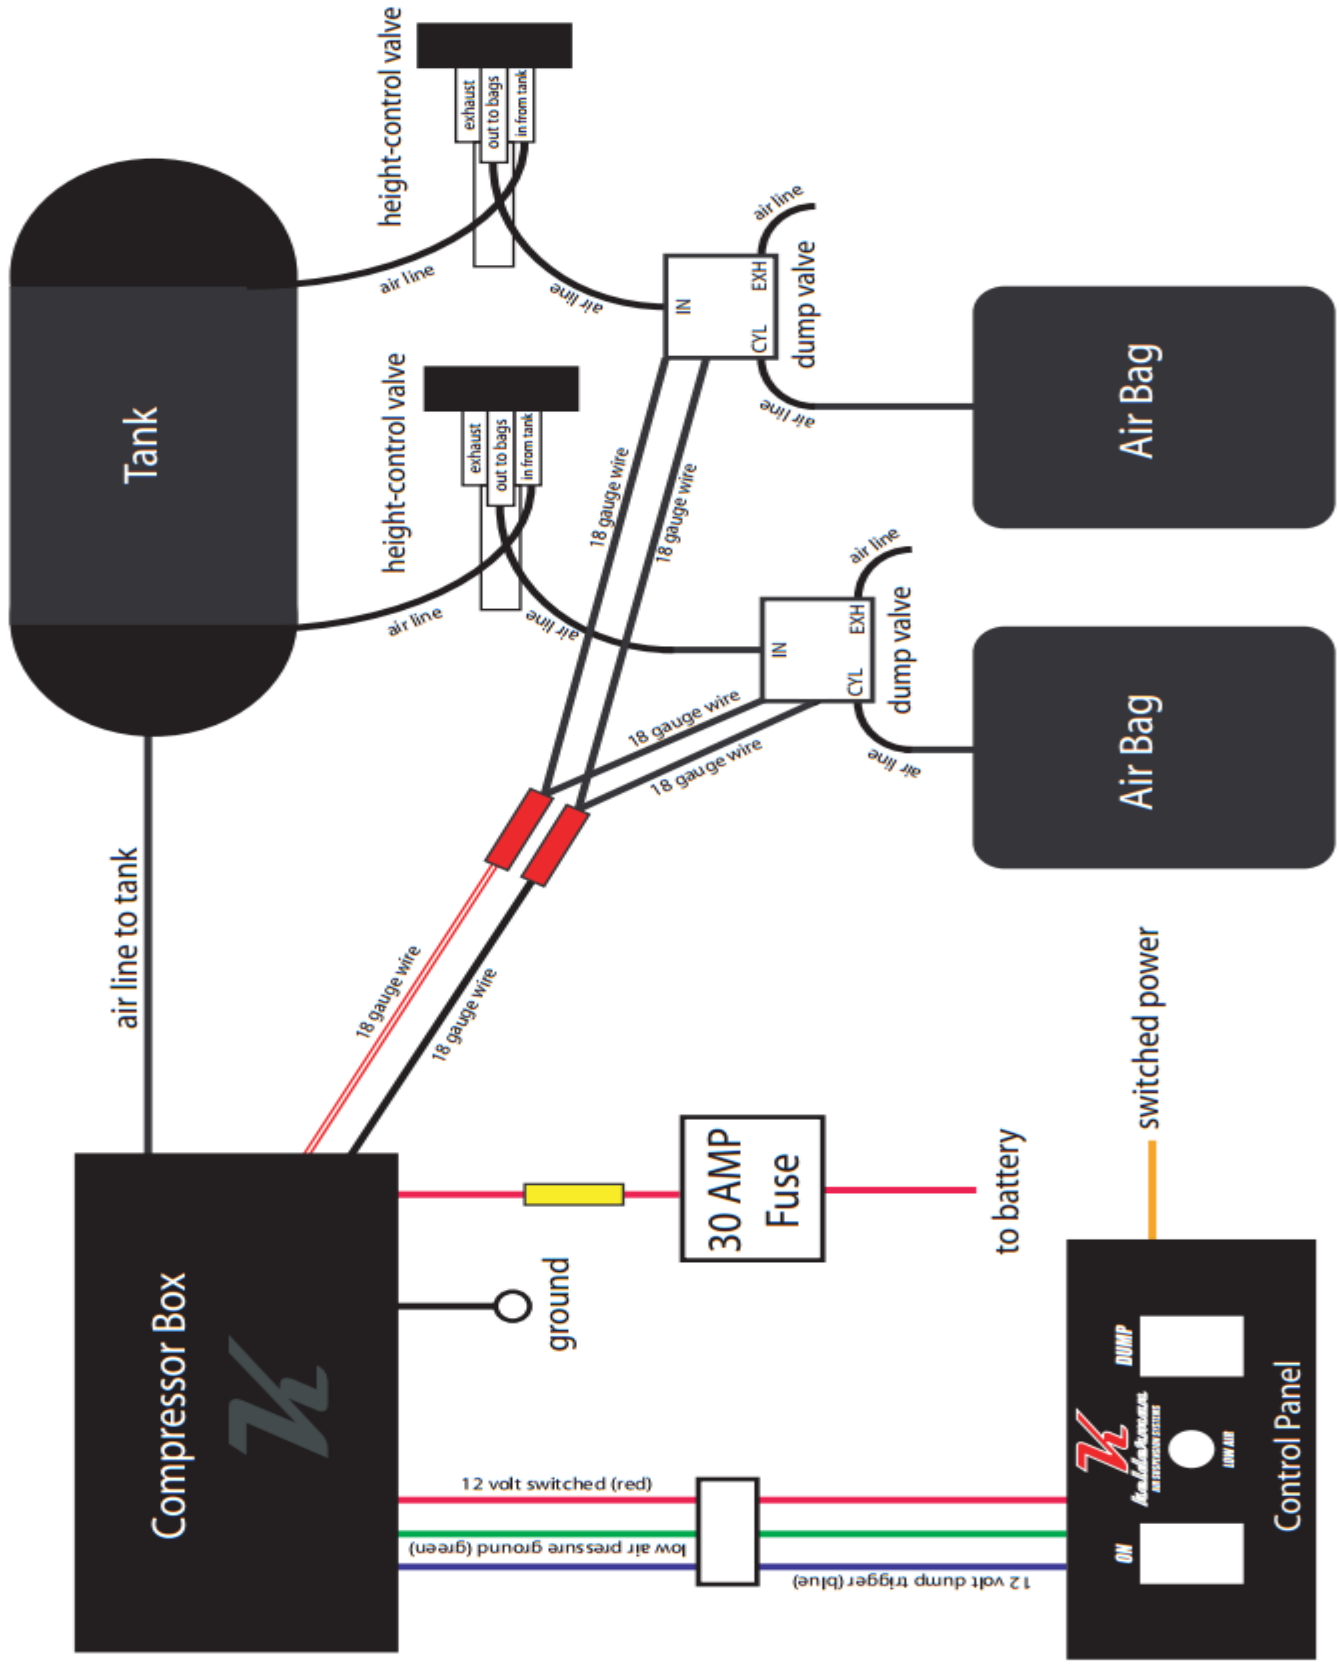 height-control valve
exhaust
out to bags
in from tank
air line
air line
Tank
height-control valve
exhaust
out to bags
in from tank
air line
air line
air line
IN
EXH
CYL
dump valve
air line
Air Bag
18 gauge wire
18 gauge wire
air line
IN
EXH
CYL
dump valve
air line
Air Bag
18 gauge wire
18 gauge wire
air line to tank
18 gauge wire
18 gauge wire
switched power
30 AMP
Fuse
to battery
ground
Compressor Box
K
12 volt switched (red)
low air pressure ground (green)
12 volt dump trigger(blue)
DUMP
K
Kelderman
AIR SUSPENSION SYSTEMS
LOW AIR
ON
Control Panel